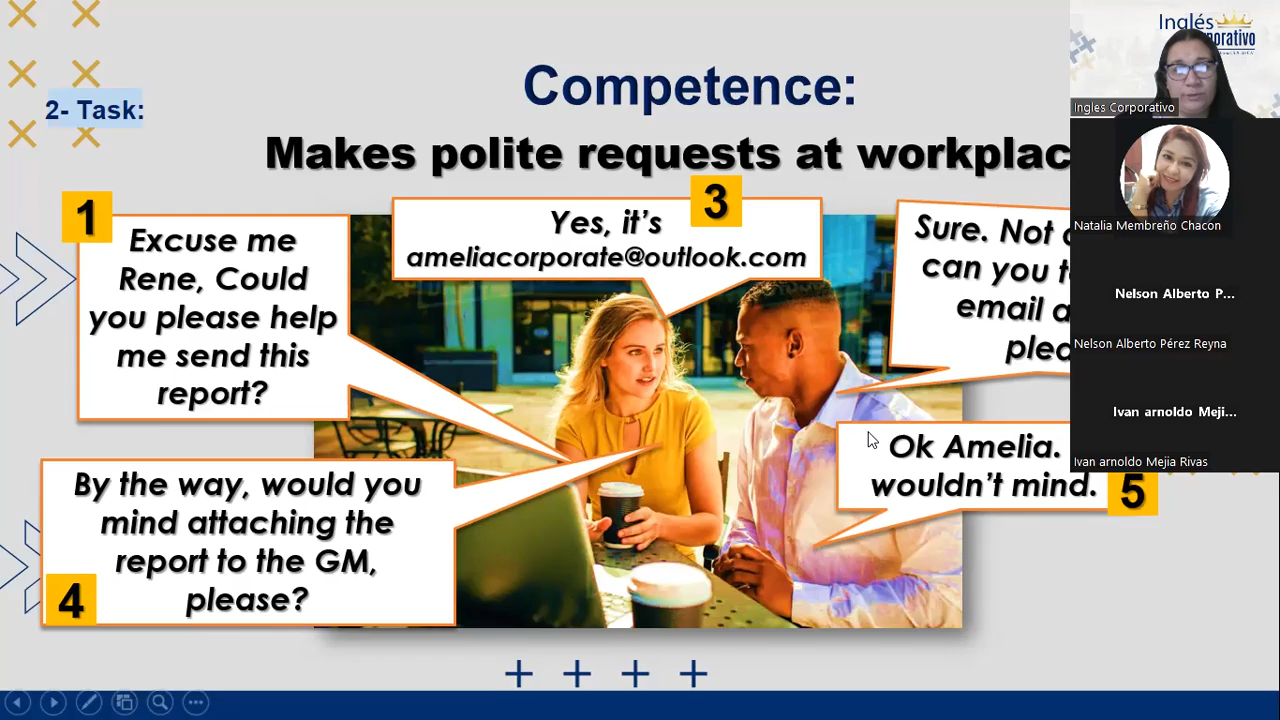 2- Task:
Competence:
Makes polite requests at
1
Excuse me
Rene, Could
you please help
me send this
report?
3
Yes, it's
ameliacorporate@outlook.com
Sure. Not
can you
email
4
By the way, would you
mind attaching the
report to the GM,
please?
Ok Amelia.
wouldn't mind.
5
Inglés
Ingles Corporativo
Natalia Membreño Chacon
Nelson Alberto P...
Nelson Alberto Pérez Reyna
Ivan arnoldo Meji...
Ivan arnoldo Mejia Rivas